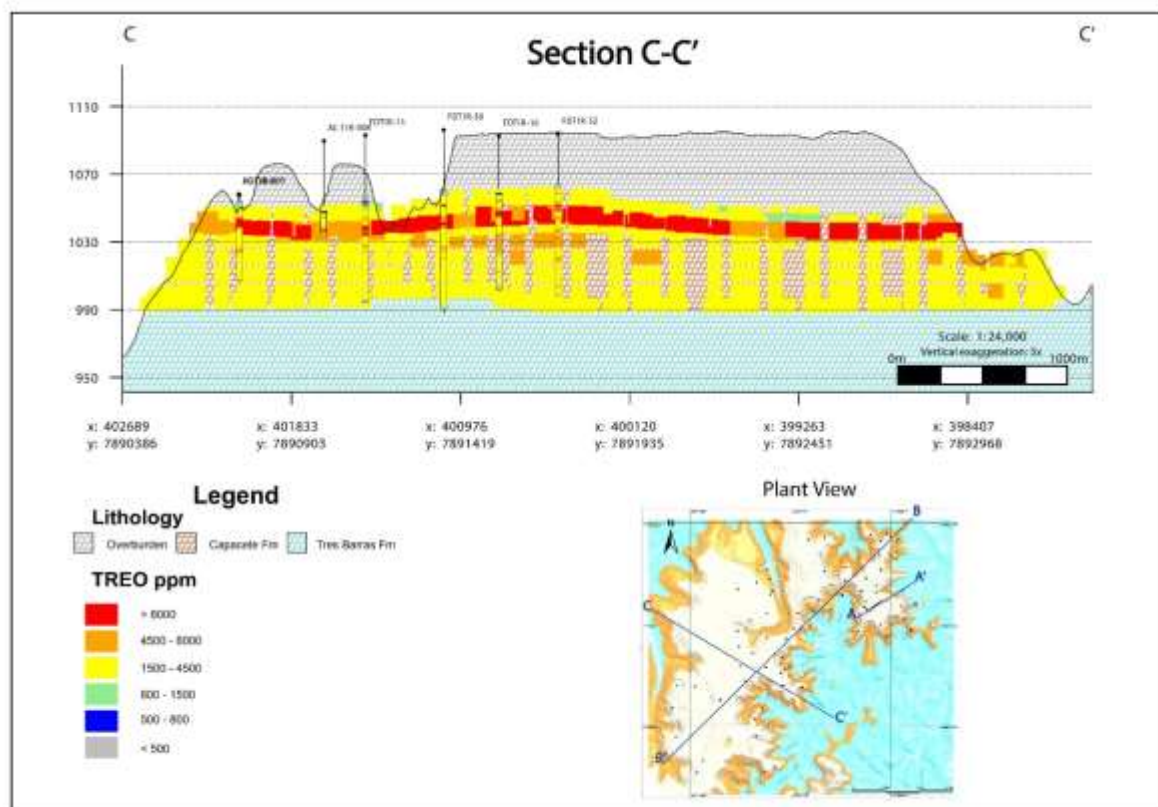 C
C'
Section C-C'
1110
1070
1030
990
950
Scale: 1:24,000
Vertical exaggeration: 5x
0m
1000m
x: 402689
y: 7890386
x: 401833
y: 7890903
x: 400976
y: 7891419
x: 400120
y: 7891935
x: 399263
y: 7892451
x: 398407
y: 7892968
Legend
Lithology
Overburden
Capacete Fm
Tres Barras Fm
TREO ppm
> 6000
4500 - 6000
1500 - 4500
800 - 1500
500 - 800
< 500
Plant View
N
B
A'
A
C
C'
B'